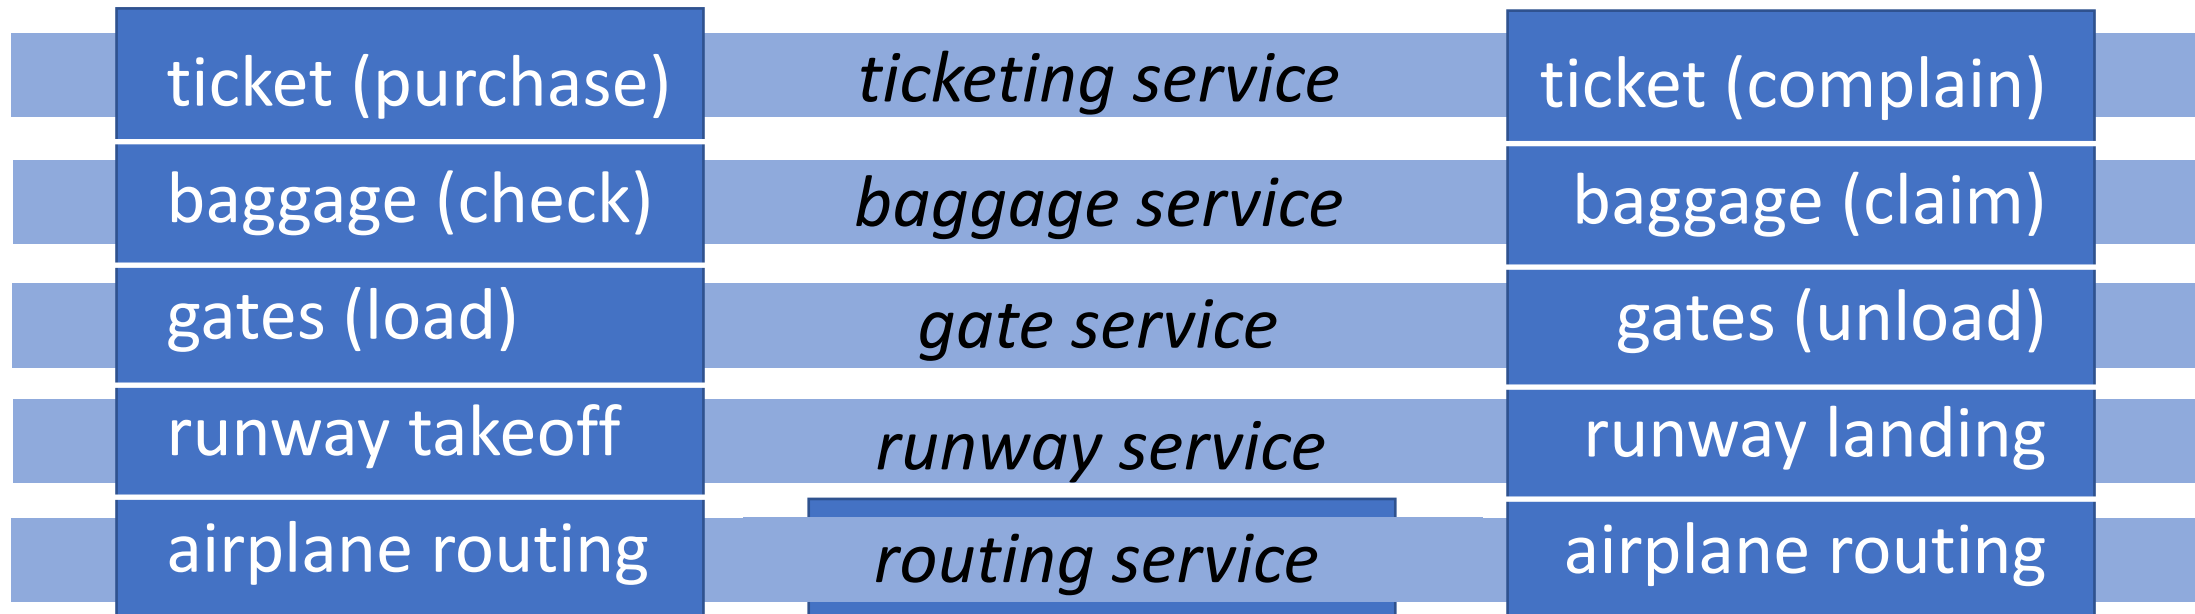 ticket (purchase) ticketing service ticket (complain)
baggage (check) baggage service baggage (claim)
gates (load) gate service gates (unload)
runway takeoff runway service runway landing
airplane routing routing service airplane routing